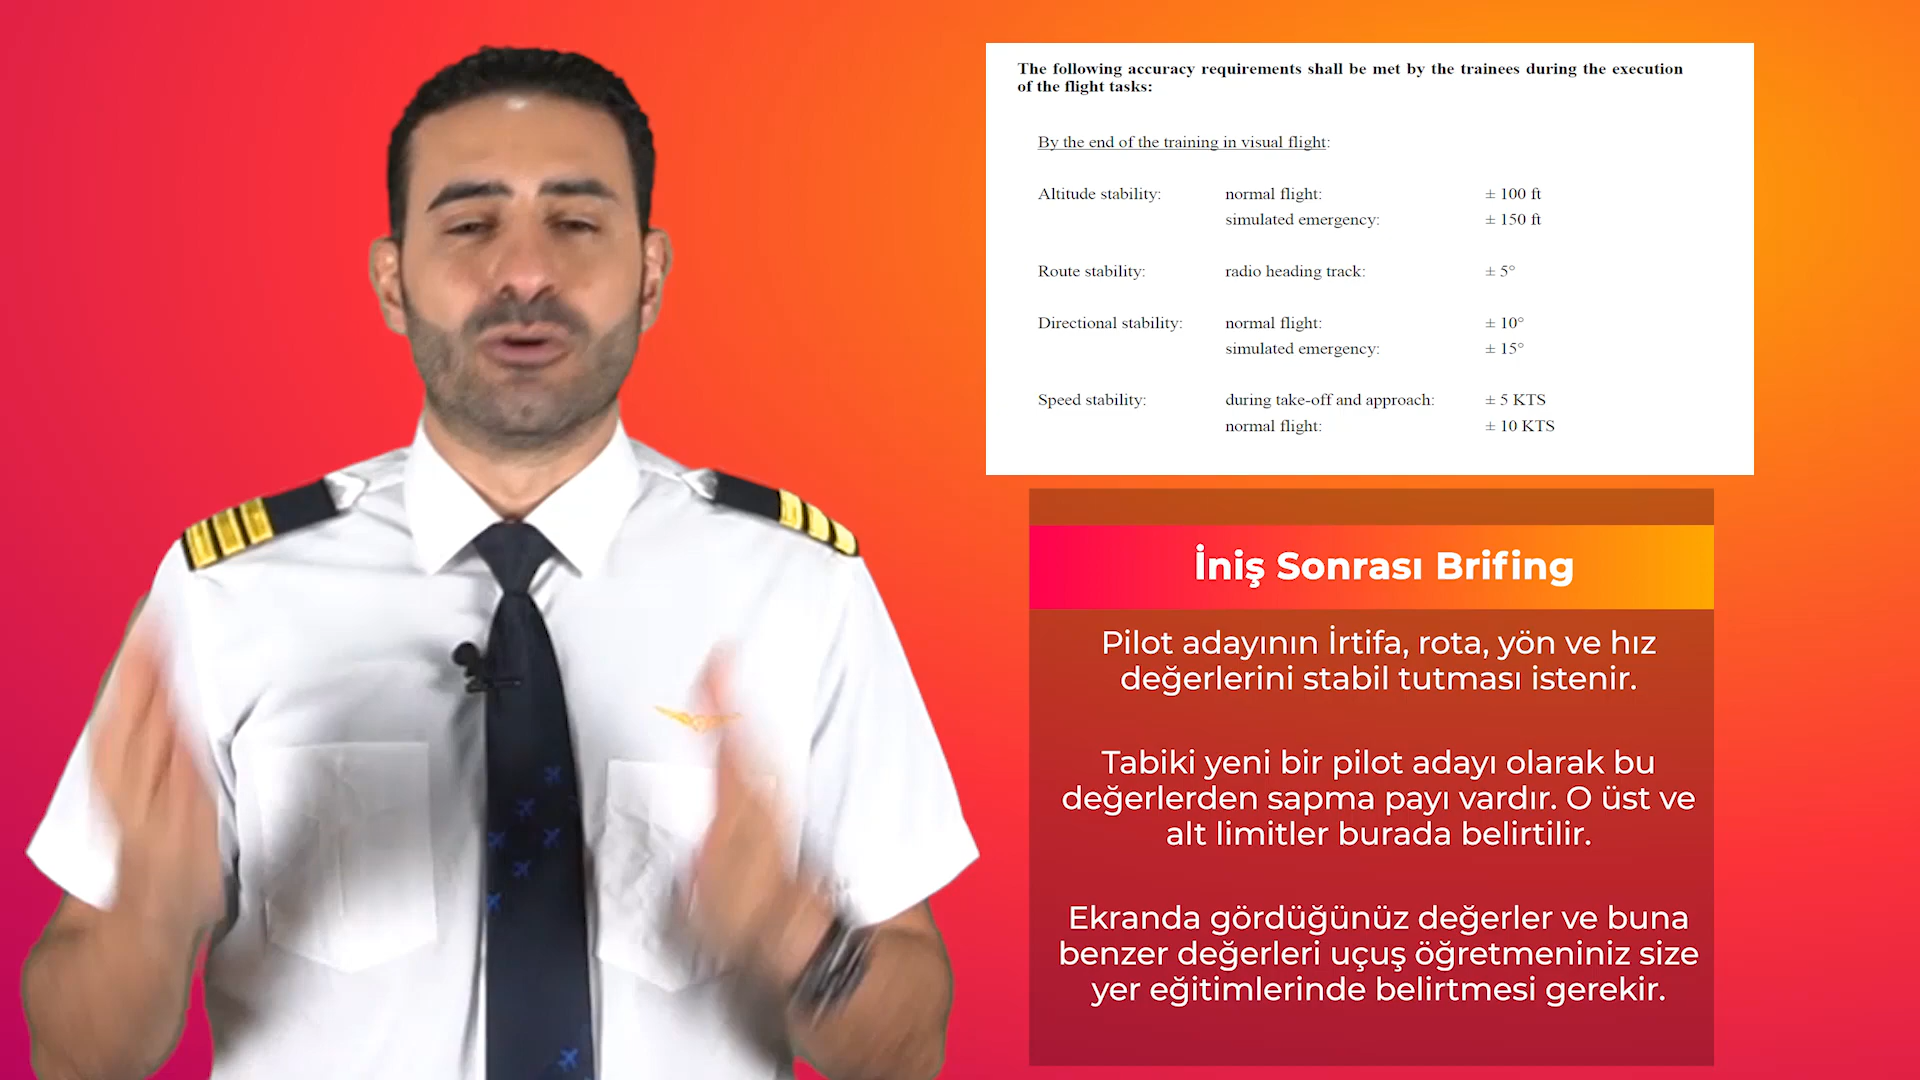 The following accuracy requirements shall be met by the trainees during the execution
of the flight tasks:
By the end of the training in visual flight:
Altitude stability: normal flight: ± 100 ft
simulated emergency: ± 150 ft
Route stability: radio heading track: ± 5°
Directional stability: normal flight: ± 10°
simulated emergency: ± 15°
Speed stability: during take-off and approach: ± 5 KTS
normal flight: ± 10 KTS
İniş Sonrası Brifing
Pilot adayının İrtifa, rota, yön ve hız
değerlerini stabil tutması istenir.
Tabiki yeni bir pilot adayı olarak bu
değerlerden sapma payı vardır. O üst ve
alt limitler burada belirtilir.
Ekranda gördüğünüz değerler ve buna
benzer değerleri uçuş öğretmeniniz size
yer eğitimlerinde belirtmesi gerekir.